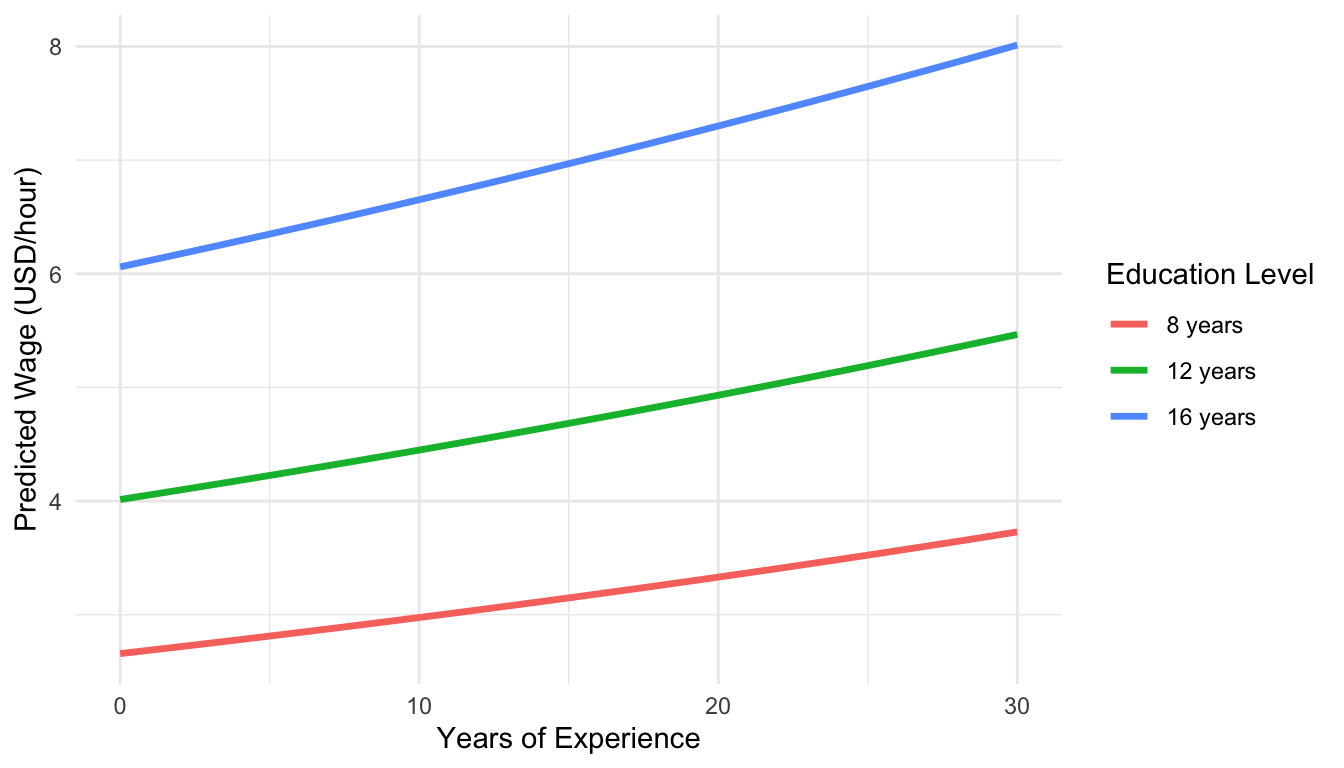 Predicted Wage (USD/hour)
8
6
4
0 10 20 30
Years of Experience
Education Level
8 years
12 years
16 years